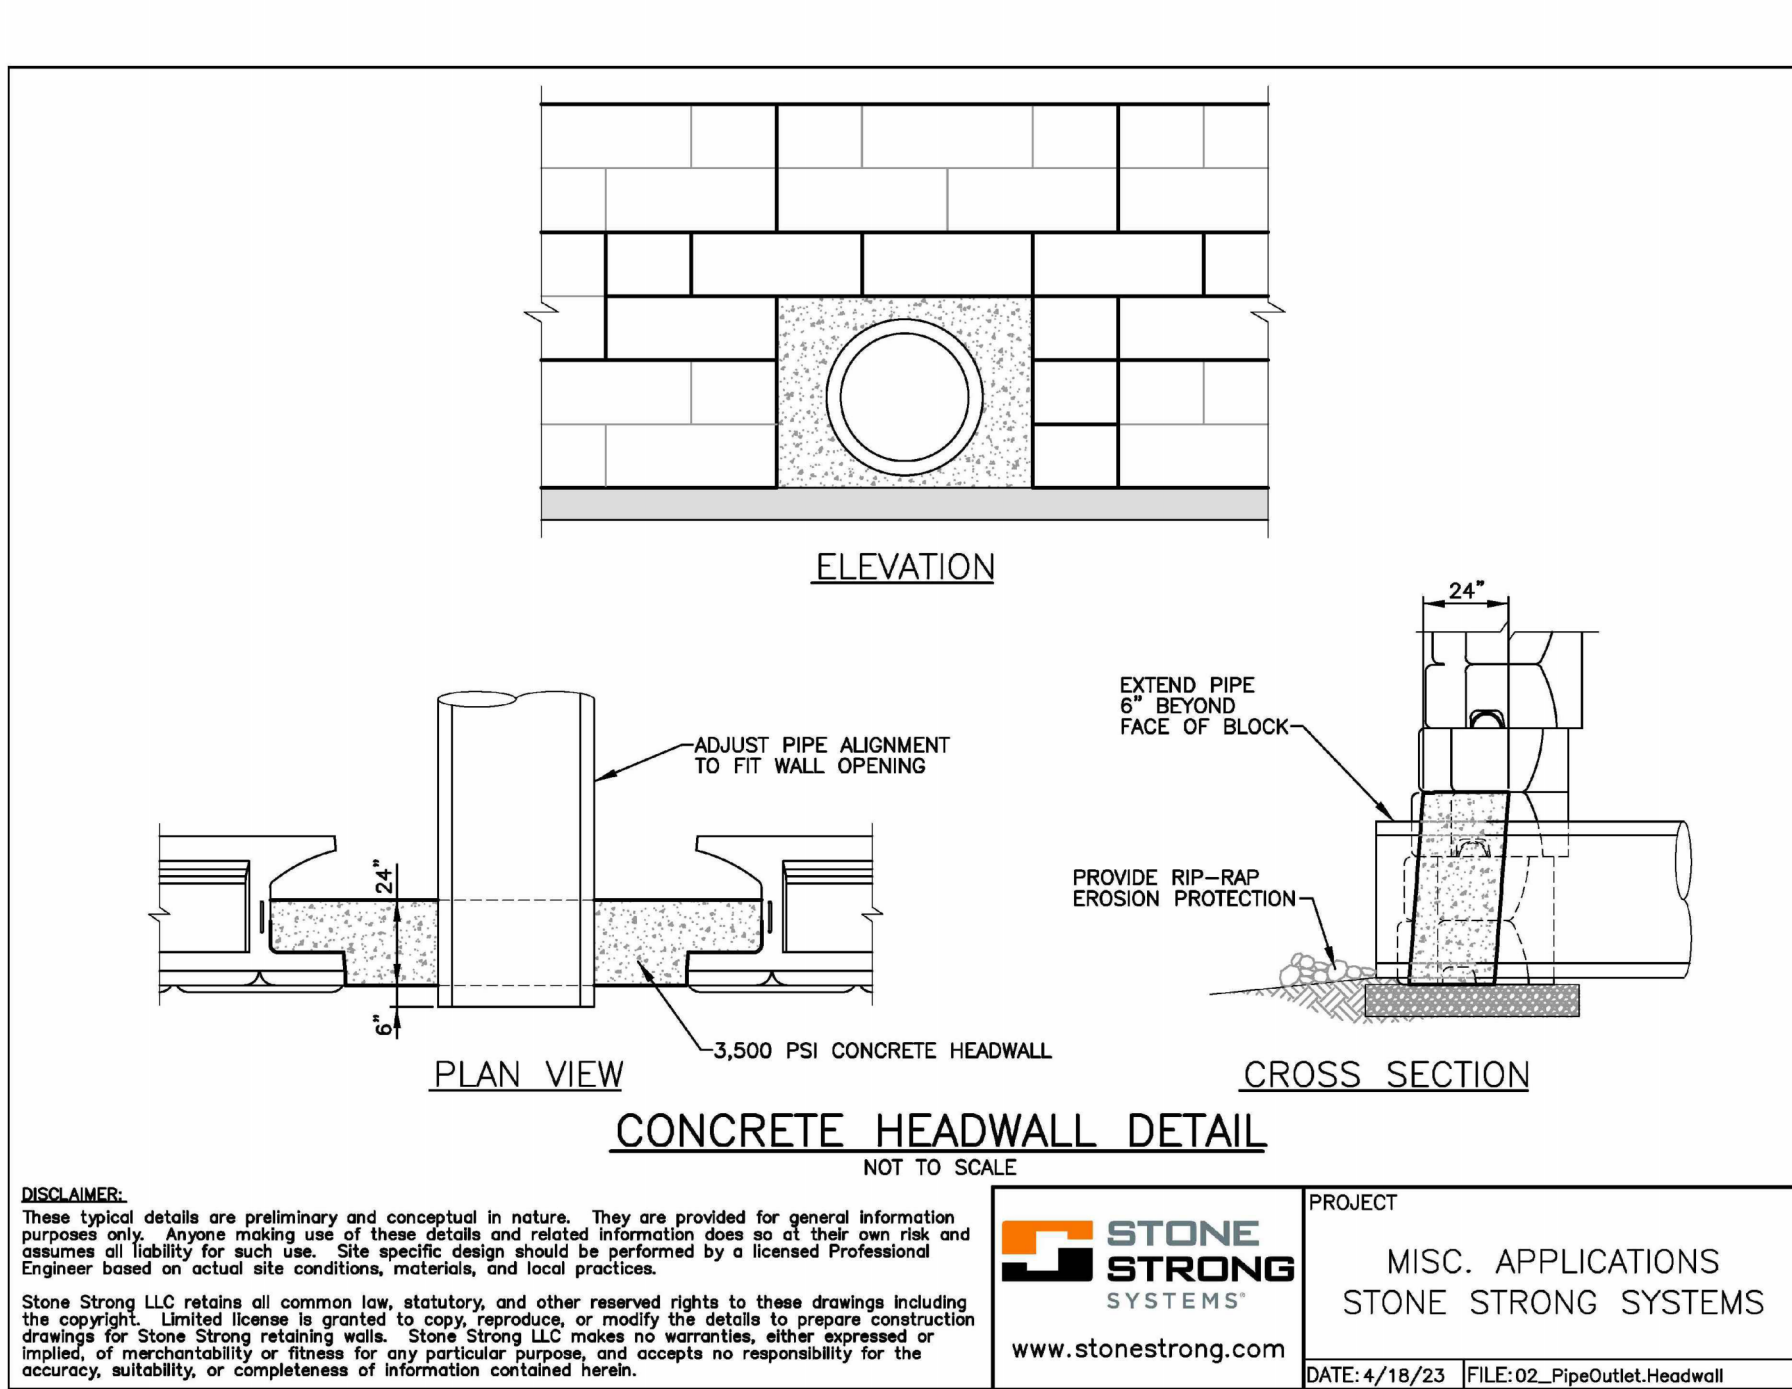 ELEVATION
24”
EXTEND PIPE
6” BEYOND
FACE OF BLOCK
ADJUST PIPE ALIGNMENT
TO FIT WALL OPENING
24”
PROVIDE RIP-RAP
EROSION PROTECTION
6”
3,500 PSI CONCRETE HEADWALL
PLAN VIEW
CROSS SECTION
CONCRETE HEADWALL DETAIL
NOT TO SCALE
DISCLAIMER:
These typical details are preliminary and conceptual in nature. They are provided for general information
purposes only. Anyone making use of these details and related information does so at their own risk and
assumes all liability for such use. Site specific design should be performed by a licensed Professional
Engineer based on actual site conditions, materials, and local practices.
Stone Strong LLC retains all common law, statutory, and other reserved rights to these drawings including
the copyright. Limited license is granted to copy, reproduce, or modify the details to prepare construction
drawings for Stone Strong retaining walls. Stone Strong LLC makes no warranties, either expressed or
implied, of merchantability or fitness for any particular purpose, and accepts no responsibility for the
accuracy, suitability, or completeness of information contained herein.
STONE
STRONG
SYSTEMS®
www.stonestrong.com
PROJECT
MISC. APPLICATIONS
STONE STRONG SYSTEMS
DATE: 4/18/23
FILE: 02_PipeOutlet.Headwall